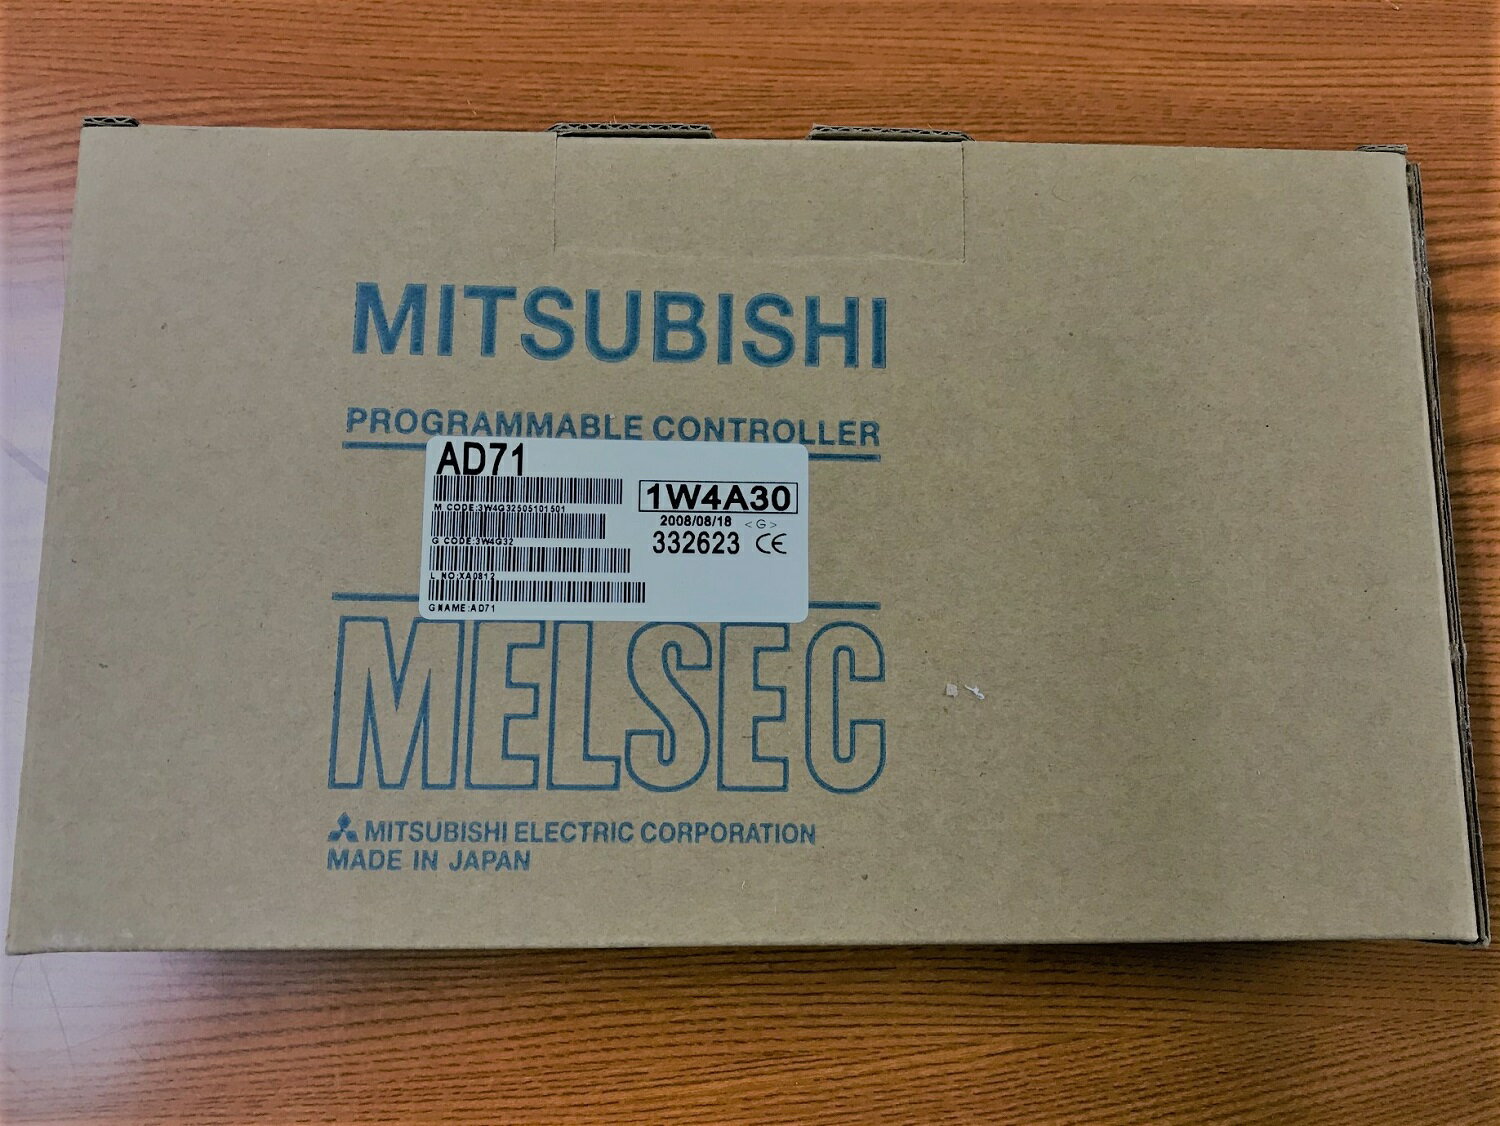 MITSUBISHI
PROGRAMMABLE CONTROLLER
AD71
M CODE:3W4G32505101501
G CODE:3W4G32
L NO:XA0812
GNAME:AD71
1W4A30
2008/08/18 <G>
332623 CE
MELSEC
MITSUBISHI ELECTRIC CORPORATION
MADE IN JAPAN